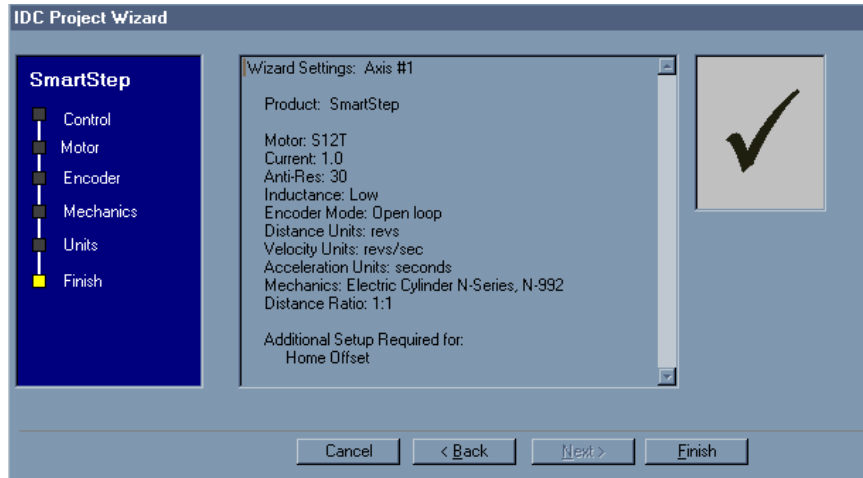 IDC Project Wizard
SmartStep
Control
Motor
Encoder
Mechanics
Units
Finish
Wizard Settings: Axis #1
Product: SmartStep
Motor: S12T
Current: 1.0
Anti-Res: 30
Inductance: Low
Encoder Mode: Open loop
Distance Units: revs
Velocity Units: revs/sec
Acceleration Units: seconds
Mechanics: Electric Cylinder N-Series, N-992
Distance Ratio: 1:1
Additional Setup Required for:
Home Offset
Cancel
< Back
Next >
Finish